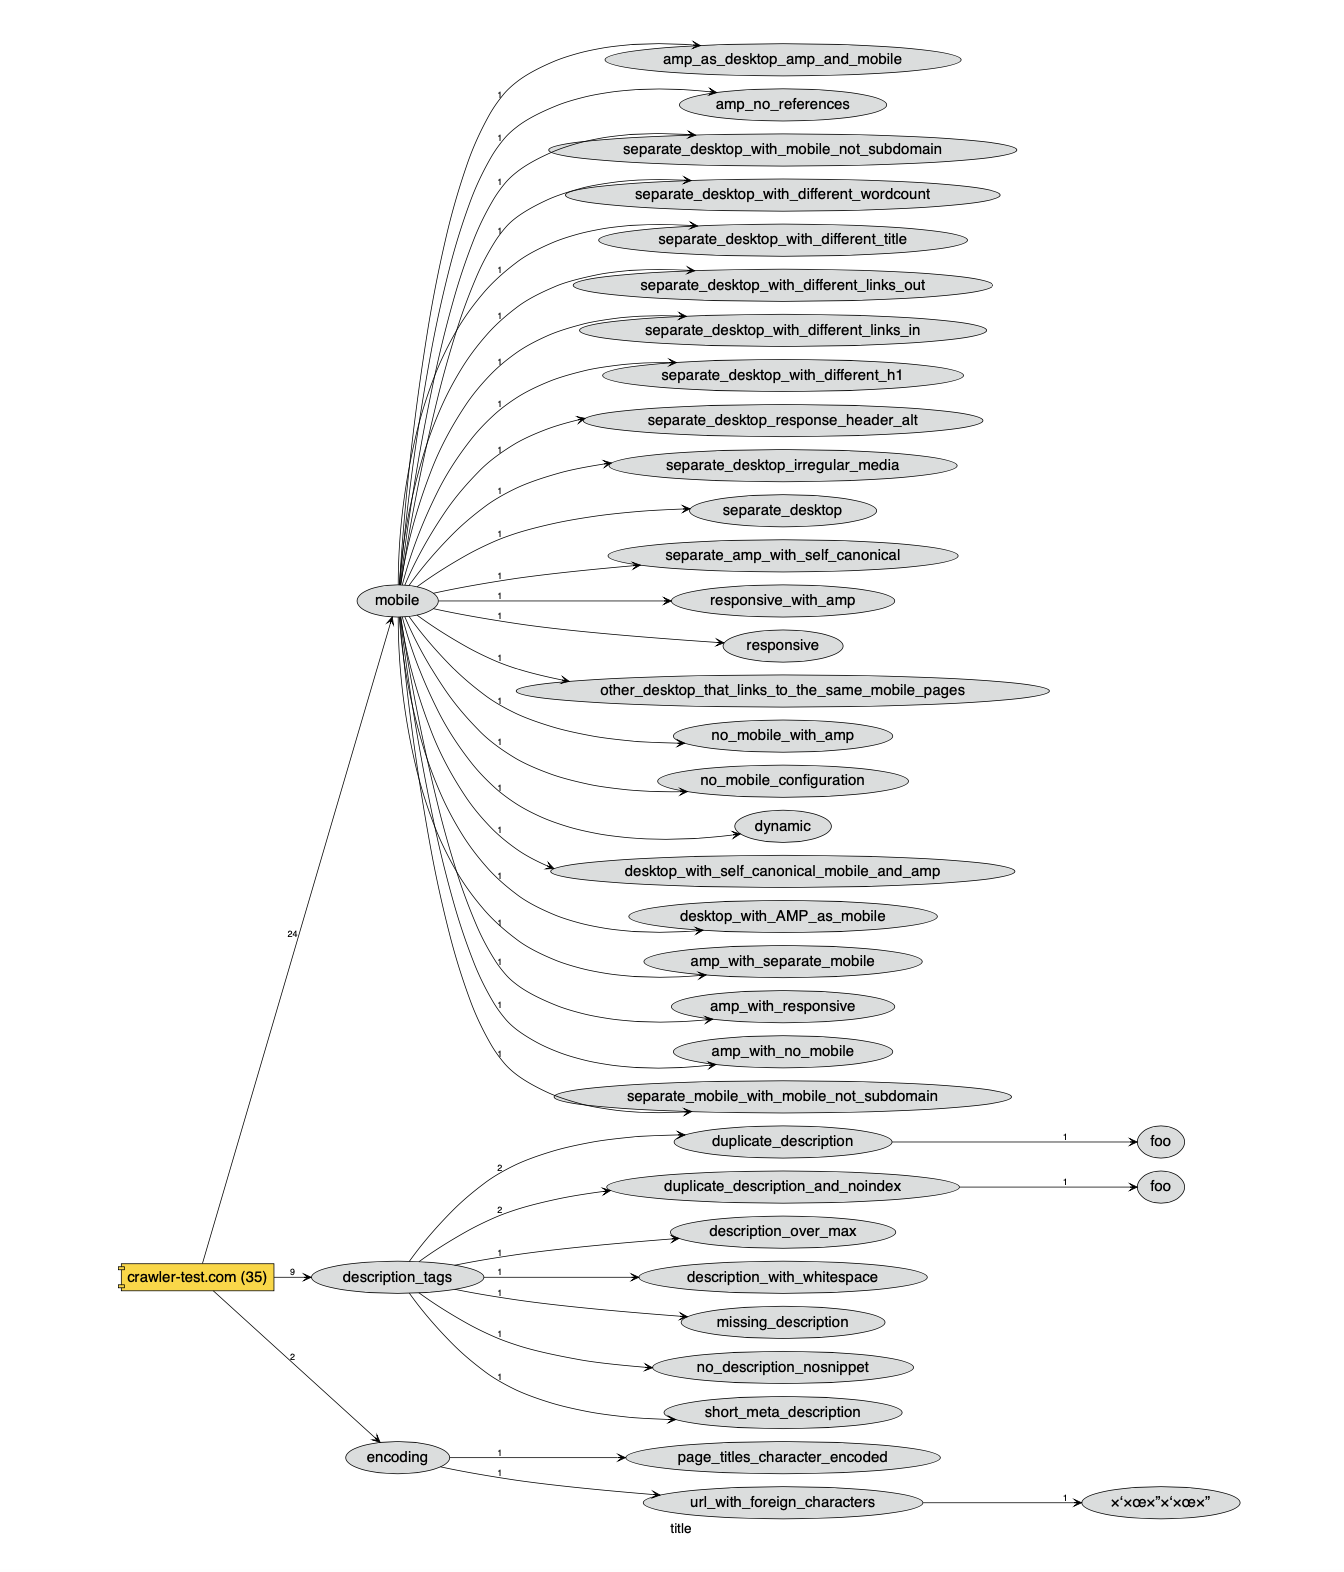 amp_as_desktop_amp_and_mobile
1
amp_no_references
1
separate_desktop_with_mobile_not_subdomain
1
separate_desktop_with_different_wordcount
1
separate_desktop_with_different_title
1
separate_desktop_with_different_links_out
1
separate_desktop_with_different_links_in
1
separate_desktop_with_different_h1
1
separate_desktop_response_header_alt
1
separate_desktop_irregular_media
1
separate_desktop
1
separate_amp_with_self_canonical
1
mobile
1
responsive_with_amp
1
responsive
1
other_desktop_that_links_to_the_same_mobile_pages
1
no_mobile_with_amp
1
no_mobile_configuration
1
dynamic
1
desktop_with_self_canonical_mobile_and_amp
1
desktop_with_AMP_as_mobile
1
24
amp_with_separate_mobile
1
amp_with_responsive
1
amp_with_no_mobile
1
separate_mobile_with_mobile_not_subdomain
1
duplicate_description
2
1
foo
duplicate_description_and_noindex
2
1
foo
description_over_max
1
crawler-test.com (35)
9
description_tags
1
description_with_whitespace
1
missing_description
1
no_description_nosnippet
2
1
short_meta_description
encoding
1
page_titles_character_encoded
1
url_with_foreign_characters
1
×‘×œ×”×‘×œ×”
title